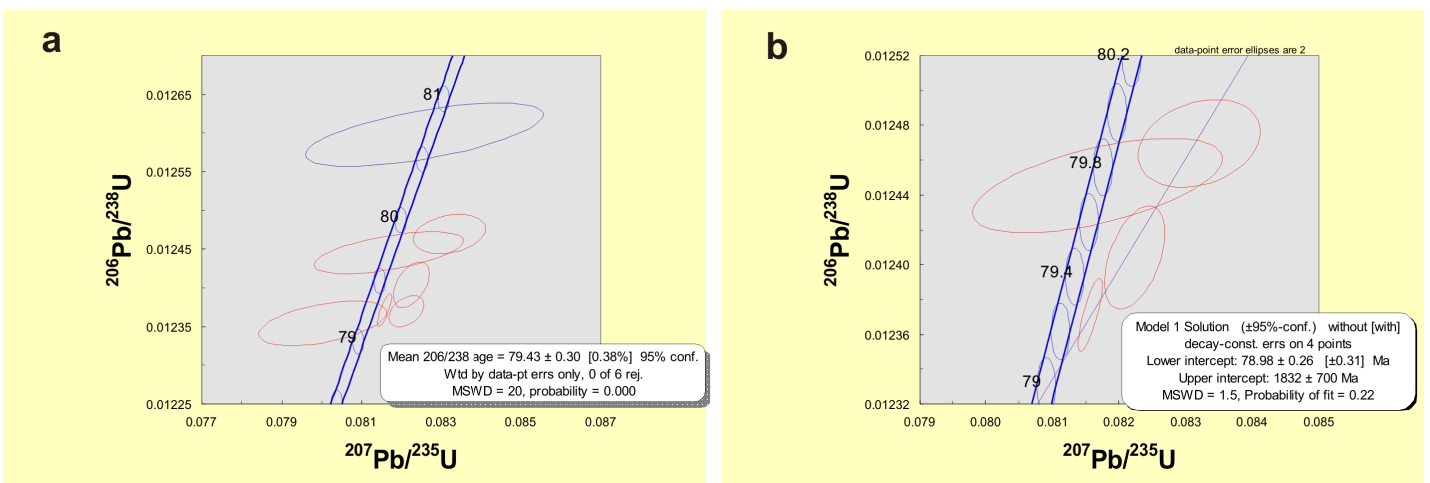 a
0.01265
0.01255
0.01245
0.01235
0.01225
0.077
0.079
0.081
0.083
0.085
0.087
206Pb/238U
207Pb/235U
81
80
79
Mean 206/238 age = 79.43 ± 0.30 [0.38%] 95% conf.
Wtd by data-pt errs only, 0 of 6 rej.
MSWD = 20, probability = 0.000
b
data-point error ellipses are 2
0.01252
0.01248
0.01244
0.01240
0.01236
0.01232
0.079
0.080
0.081
0.082
0.083
0.084
0.085
206Pb/238U
207Pb/235U
80.2
79.8
79.4
79
Model 1 Solution (±95%-conf.) without [with]
decay-const. errs on 4 points
Lower intercept: 78.98 ± 0.26 [±0.31] Ma
Upper intercept: 1832 ± 700 Ma
MSWD = 1.5, Probability of fit = 0.22